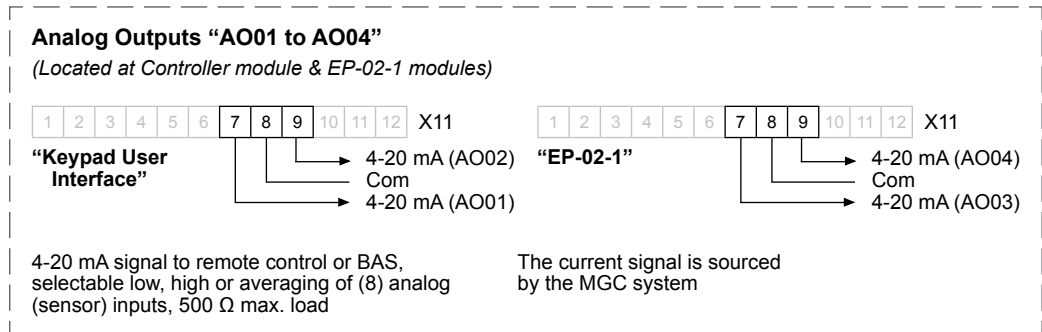 Analog Outputs “AO01 to AO04”
(Located at Controller module & EP-02-1 modules)
1 2 3 4 5 6 7 8 9 10 11 12 X11
“Keypad User
Interface”
4-20 mA (AO02)
Com
4-20 mA (AO01)
1 2 3 4 5 6 7 8 9 10 11 12 X11
“EP-02-1”
4-20 mA (AO04)
Com
4-20 mA (AO03)
4-20 mA signal to remote control or BAS,
selectable low, high or averaging of (8) analog
(sensor) inputs, 500 Ω max. load
The current signal is sourced
by the MGC system